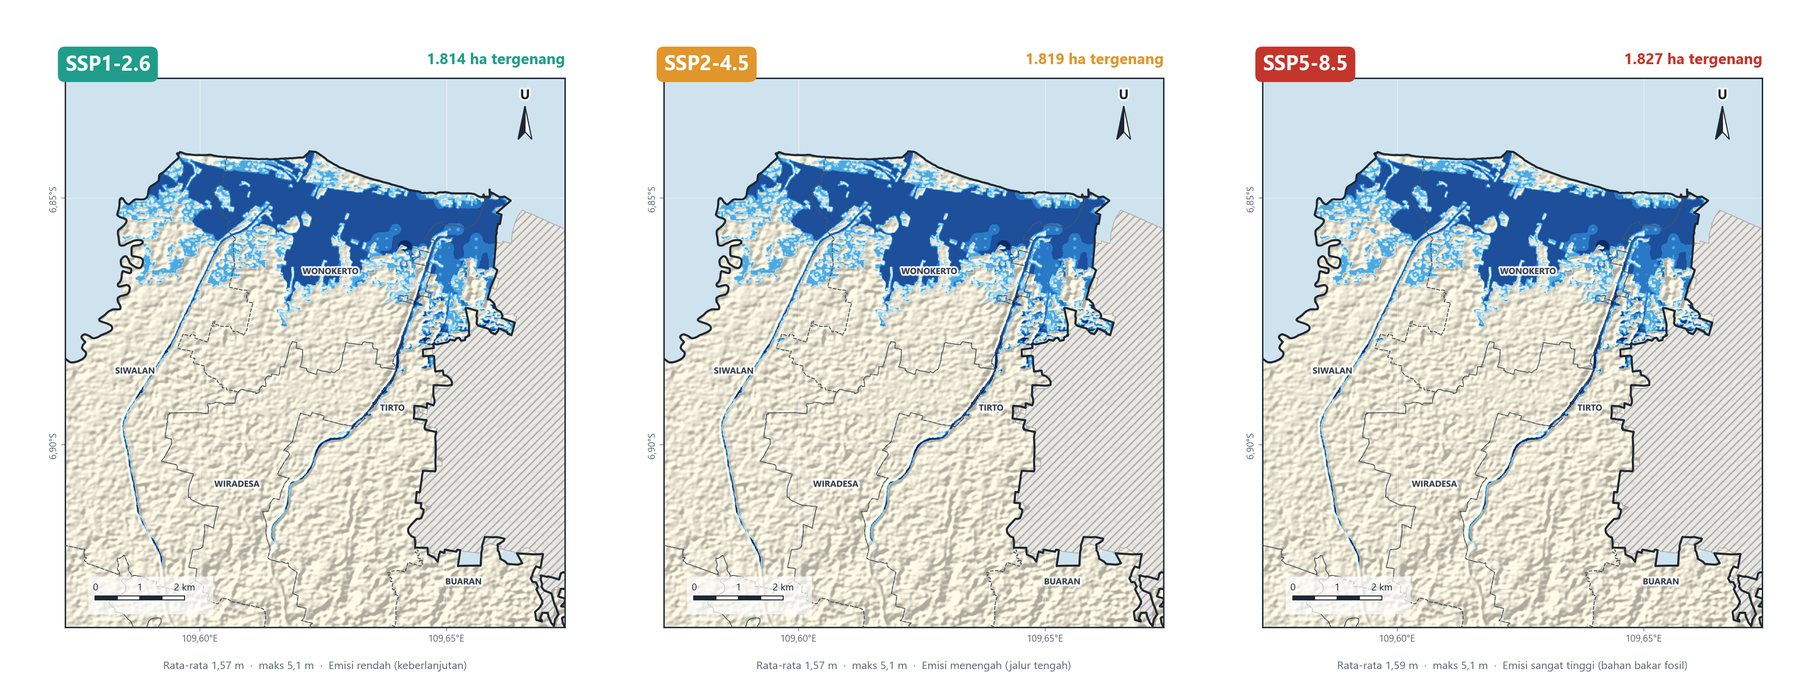 SSP1-2.6
1.814 ha tergenang
U
6,85°S
6,90°S
WONOKERTO
SIWALAN
TIRTO
WIRADESA
BUARAN
0 1 2 km
109,60°E 109,65°E
Rata-rata 1,57 m · maks 5,1 m · Emisi rendah (keberlanjutan)
SSP2-4.5
1.819 ha tergenang
U
6,85°S
6,90°S
WONOKERTO
SIWALAN
TIRTO
WIRADESA
BUARAN
0 1 2 km
109,60°E 109,65°E
Rata-rata 1,57 m · maks 5,1 m · Emisi menengah (jalur tengah)
SSP5-8.5
1.827 ha tergenang
U
6,85°S
6,90°S
WONOKERTO
SIWALAN
TIRTO
WIRADESA
BUARAN
0 1 2 km
109,60°E 109,65°E
Rata-rata 1,59 m · maks 5,1 m · Emisi sangat tinggi (bahan bakar fosil)